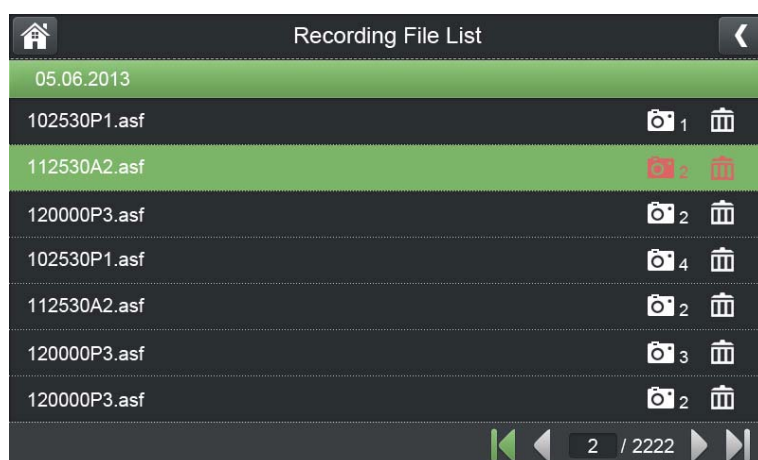 Recording File List
05.06.2013
102530P1.asf 1
112530A2.asf 2
120000P3.asf 2
102530P1.asf 4
112530A2.asf 2
120000P3.asf 3
120000P3.asf 2
2 / 2222